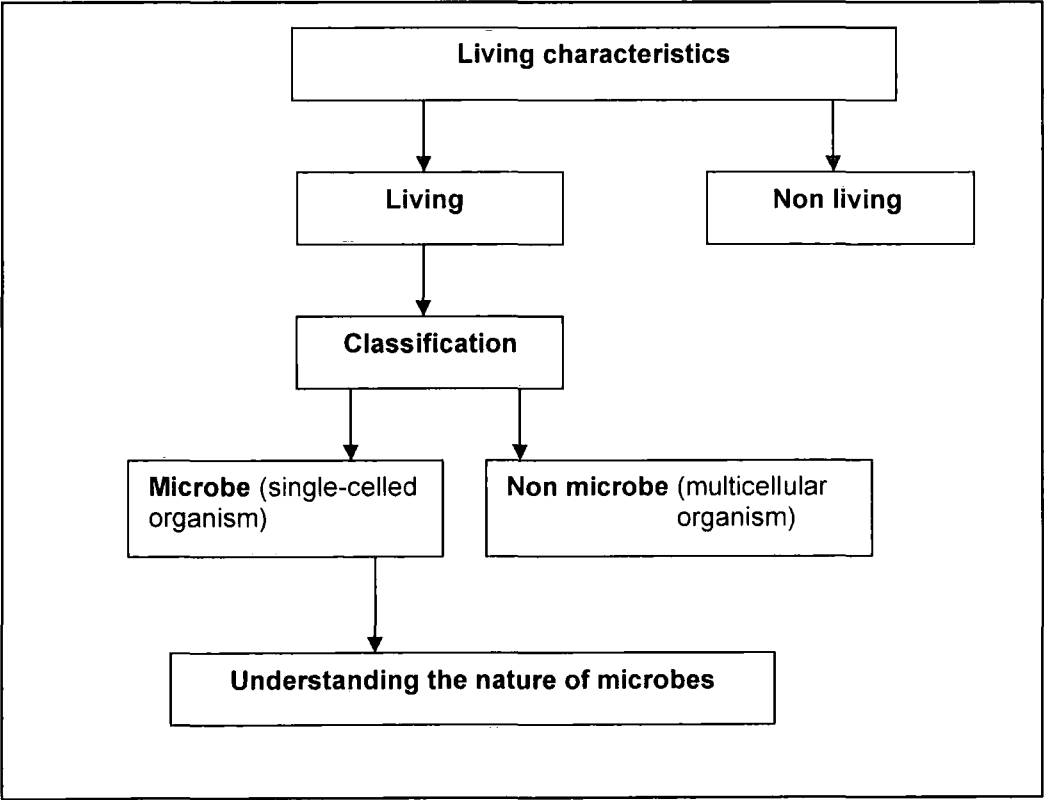 Living characteristics
Living
Non living
Classification
Microbe (single-celled
organism)
Non microbe (multicellular
organism)
Understanding the nature of microbes